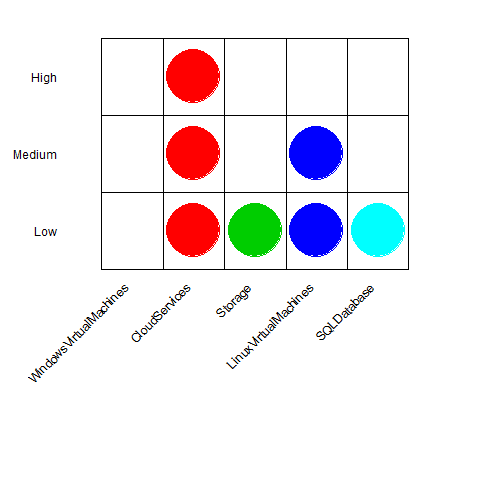 High
Medium
Low
WindowsVirtualMachines
CloudServices
Storage
LinuxVirtualMachines
SQLDatabase